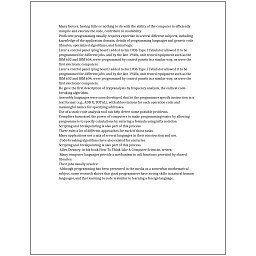 Many factors, having little or nothing to do with the ability of the computer to efficiently
compile and execute the code, contribute to readability.
Proficient programming usually requires expertise in several different subjects, including
knowledge of the application domain, details of programming languages and generic code
libraries, specialized algorithms, and formal logic.
Later a control panel (plug board) added to his 1906 Type I Tabulator allowed it to be
programmed for different jobs, and by the late 1940s, unit record equipment such as the
IBM 602 and IBM 604, were programmed by control panels in a similar way, as were the
first electronic computers.
Later a control panel (plug board) added to his 1906 Type I Tabulator allowed it to be
programmed for different jobs, and by the late 1940s, unit record equipment such as the
IBM 602 and IBM 604, were programmed by control panels in a similar way, as were the
first electronic computers.
He gave the first description of cryptanalysis by frequency analysis, the earliest code-
breaking algorithm.
Assembly languages were soon developed that let the programmer specify instruction in a
text format (e.g., ADD X, TOTAL), with abbreviations for each operation code and
meaningful names for specifying addresses.
Use of a static code analysis tool can help detect some possible problems.
Compilers harnessed the power of computers to make programming easier by allowing
programmers to specify calculations by entering a formula using infix notation.
Scripting and breakpointing is also part of this process.
There exist a lot of different approaches for each of those tasks.
Many applications use a mix of several languages in their construction and use.
Code-breaking algorithms have also existed for centuries.
Scripting and breakpointing is also part of this process.
Allen Downey, in his book How To Think Like A Computer Scientist, writes:
Many computer languages provide a mechanism to call functions provided by shared
libraries.
Their jobs usually involve:
Although programming has been presented in the media as a somewhat mathematical
subject, some research shows that good programmers have strong skills in natural human
languages, and that learning to code is similar to learning a foreign language.